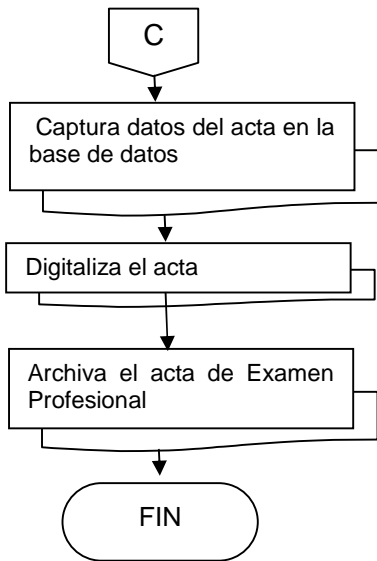 C
Captura datos del acta en la
base de datos
Digitaliza el acta
Archiva el acta de Examen
Profesional
FIN